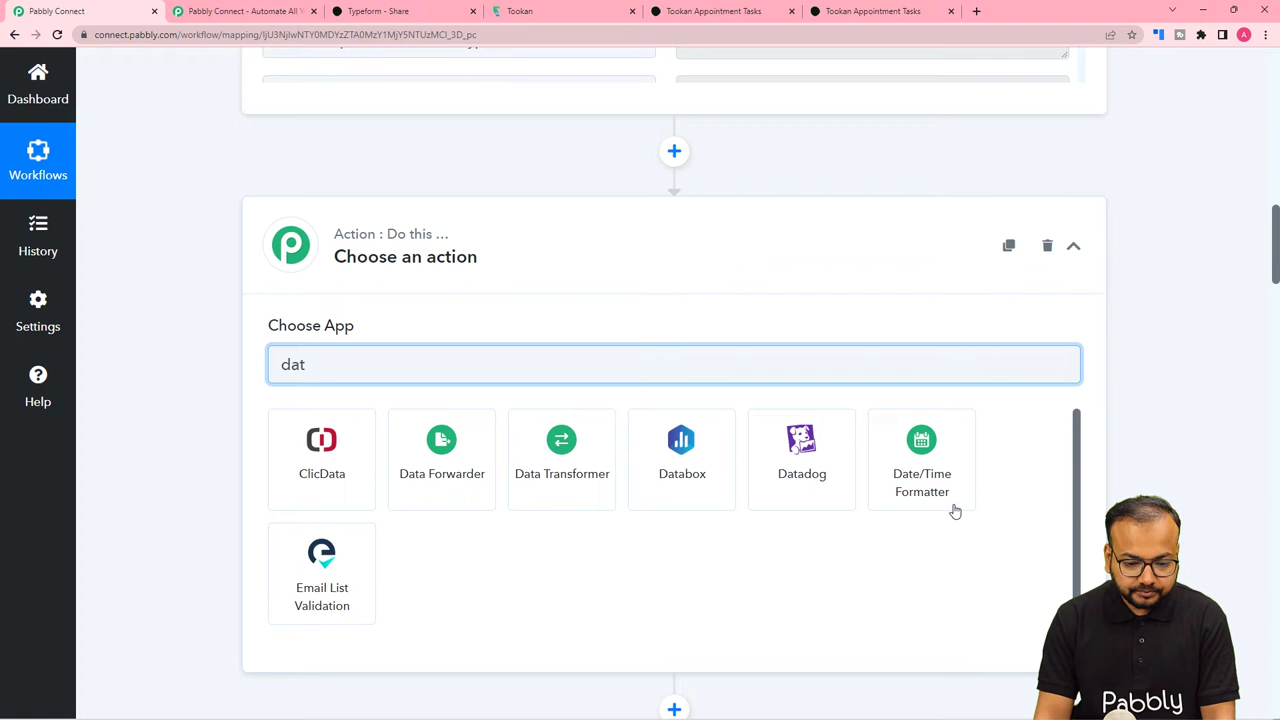 Pabbly Connect
Pabbly Connect - Automate All Y
Typeform - Share
Tookan
Tookan Appointment Tasks
Tookan Appointment Tasks
connect.pabbly.com/workflow/mapping/IjU3NjIwNTY0MDYzZTA0MzY1MjY5NTUzMCI_3D_pc
A
Dashboard
Workflows
History
Settings
Help
Action : Do this ...
Choose an action
Choose App
dat
ClicData
Data Forwarder
Data Transformer
Databox
Datadog
Date/Time
Formatter
Email List
Validation
Pabbly